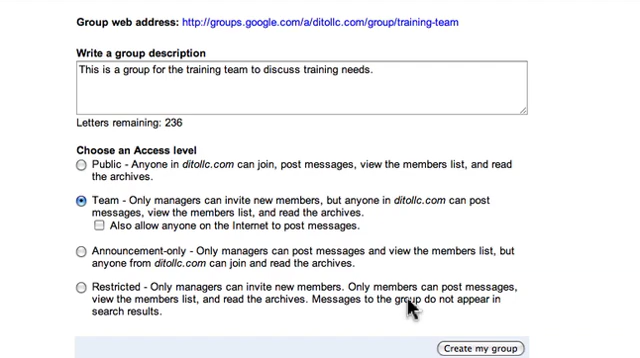 Group web address: http://groups.google.com/a/ditollc.com/group/training-team
Write a group description
This is a group for the training team to discuss training needs.
Letters remaining: 236
Choose an Access level
Public - Anyone in ditollc.com can join, post messages, view the members list, and read
the archives.
Team - Only managers can invite new members, but anyone in ditollc.com can post
messages, view the members list, and read the archives.
Also allow anyone on the Internet to post messages.
Announcement-only - Only managers can post messages and view the members list, but
anyone from ditollc.com can join and read the archives.
Restricted - Only managers can invite new members. Only members can post messages,
view the members list, and read the archives. Messages to the group do not appear in
search results.
Create my group